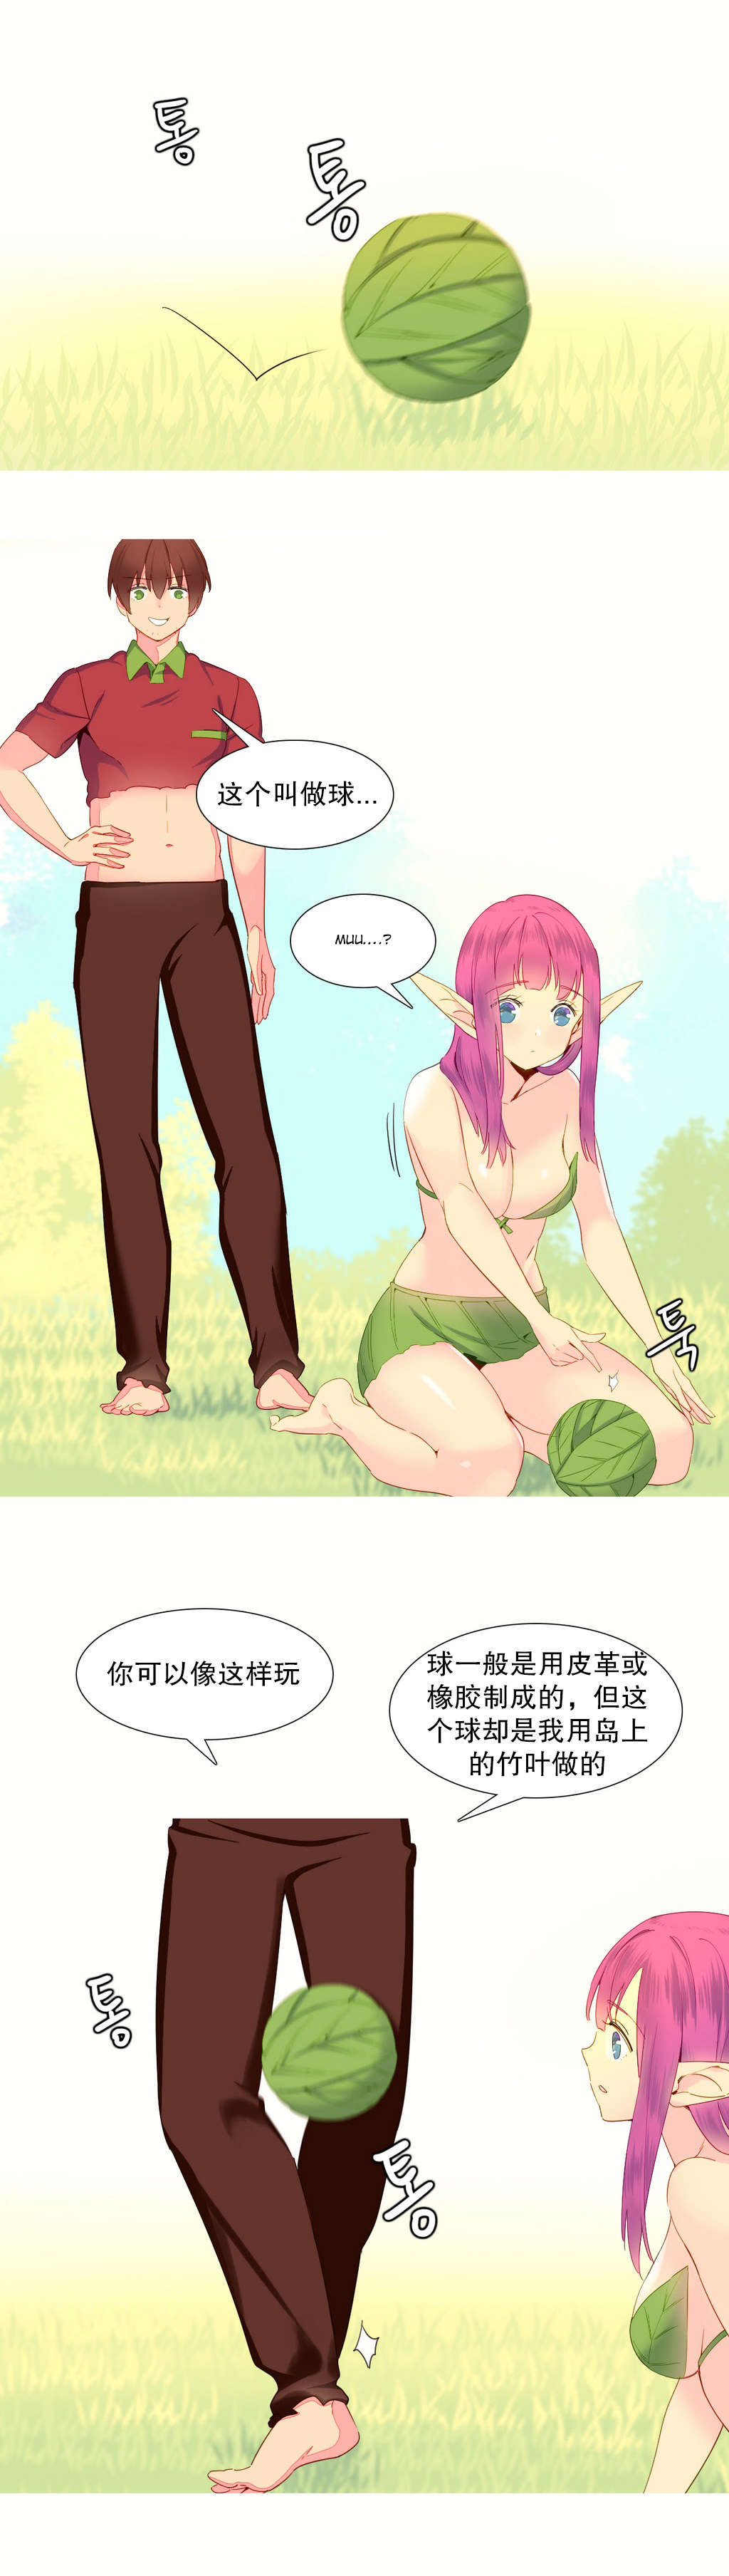 통
통
这个叫做球...
MUU....?
툭
你可以像这样玩
球一般是用皮革或
橡胶制成的，但这
个球却是我用岛上
的竹叶做的
통
통